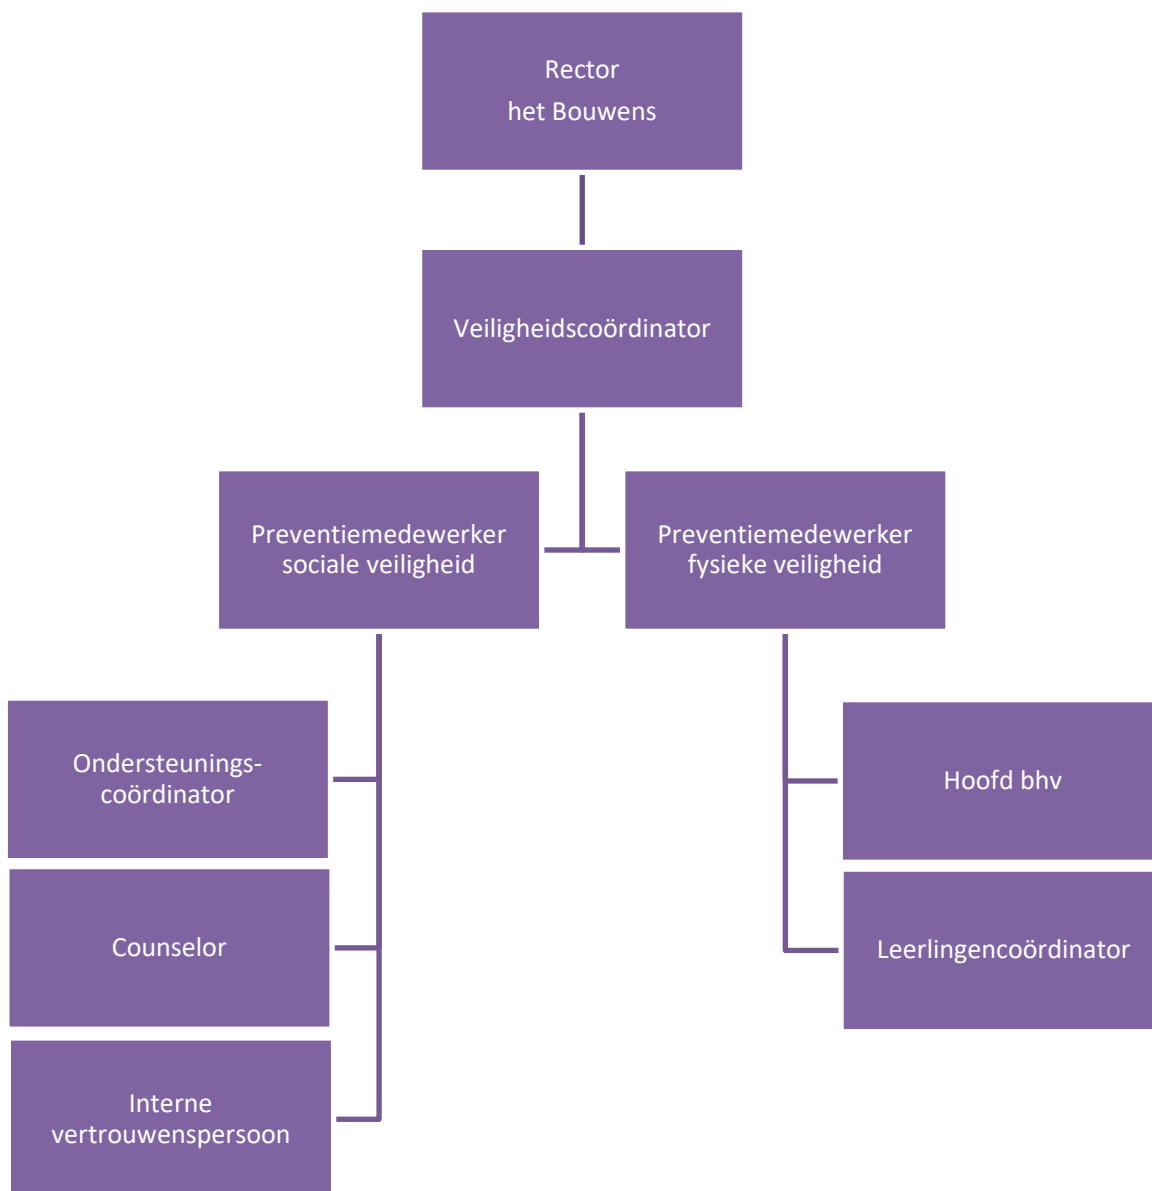 Rector
het Bouwens
Veiligheidscoördinator
Preventiemedewerker
sociale veiligheid
Preventiemedewerker
fysieke veiligheid
Ondersteunings-
coördinator
Counselor
Interne
vertrouwenspersoon
Hoofd bhv
Leerlingencoördinator